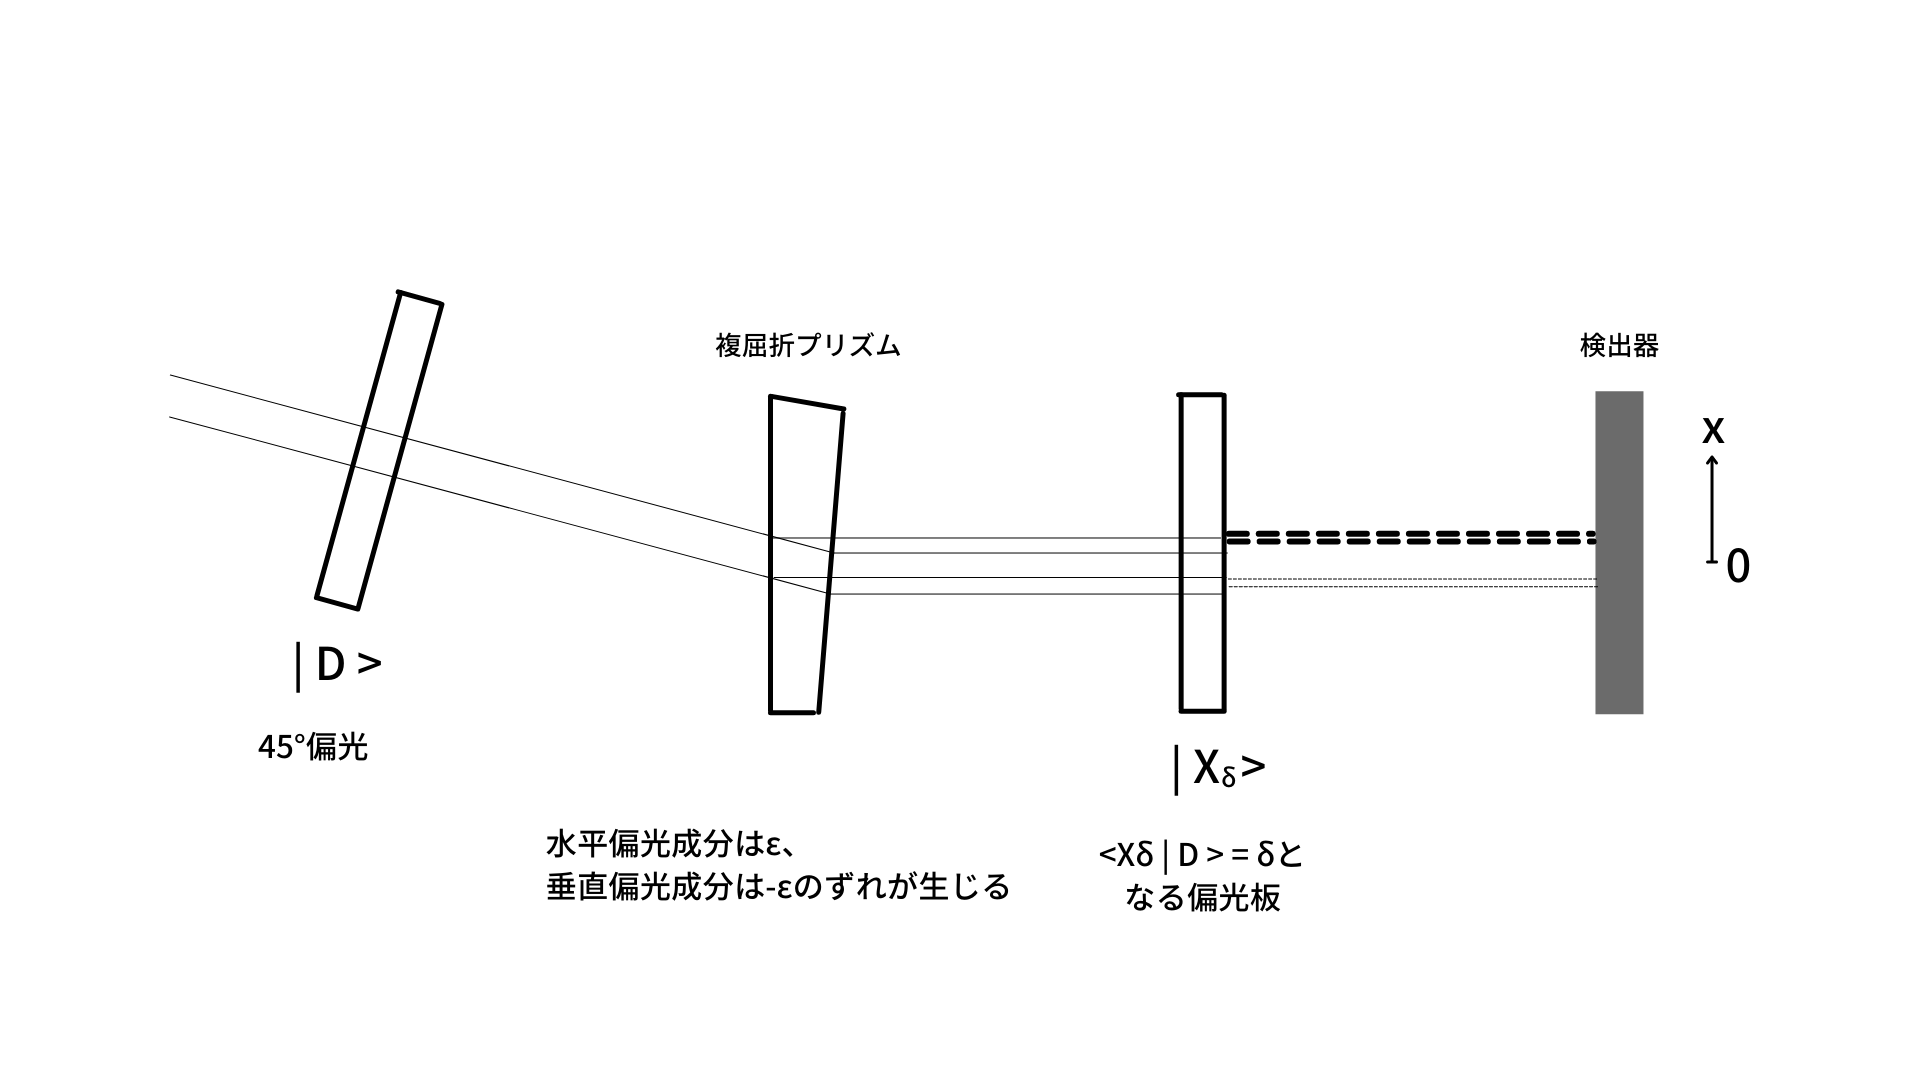 複屈折プリズム
検出器
X
0
| D >
45°偏光
| Xδ>
水平偏光成分はε、
垂直偏光成分は-εのずれが生じる
<Xδ | D > = δと
なる偏光板